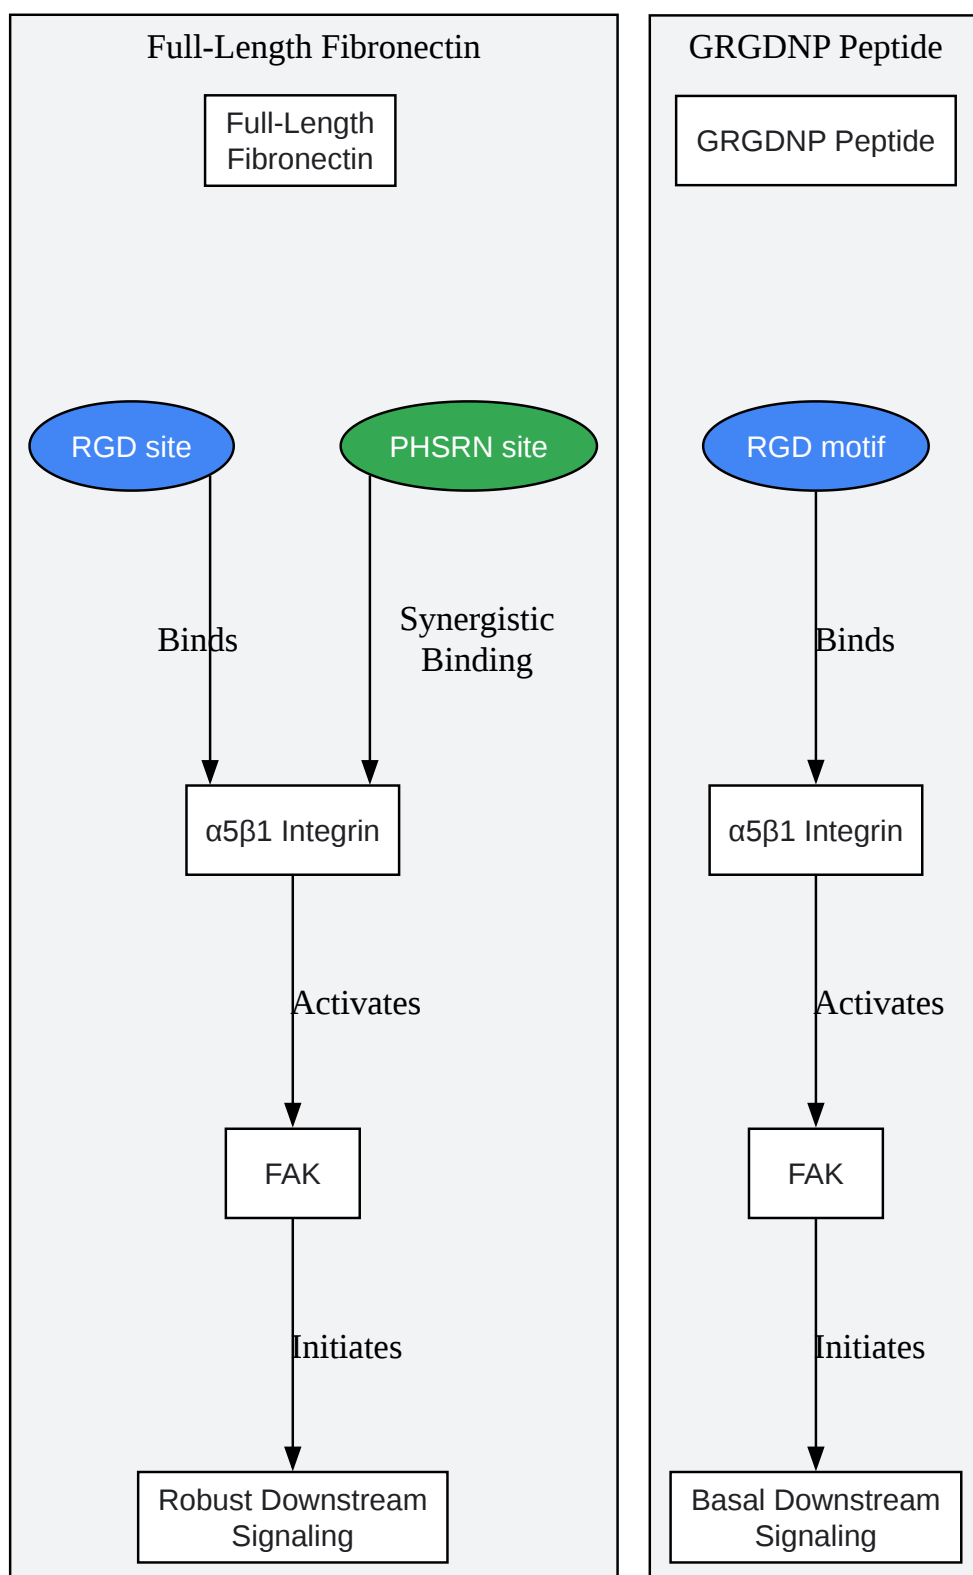 Full-Length Fibronectin
Full-Length
Fibronectin
RGD site
PHSRN site
Binds
Synergistic
Binding
α5β1 Integrin
Activates
FAK
Initiates
Robust Downstream
Signaling
GRGDNP Peptide
GRGDNP Peptide
RGD motif
Binds
α5β1 Integrin
Activates
FAK
Initiates
Basal Downstream
Signaling